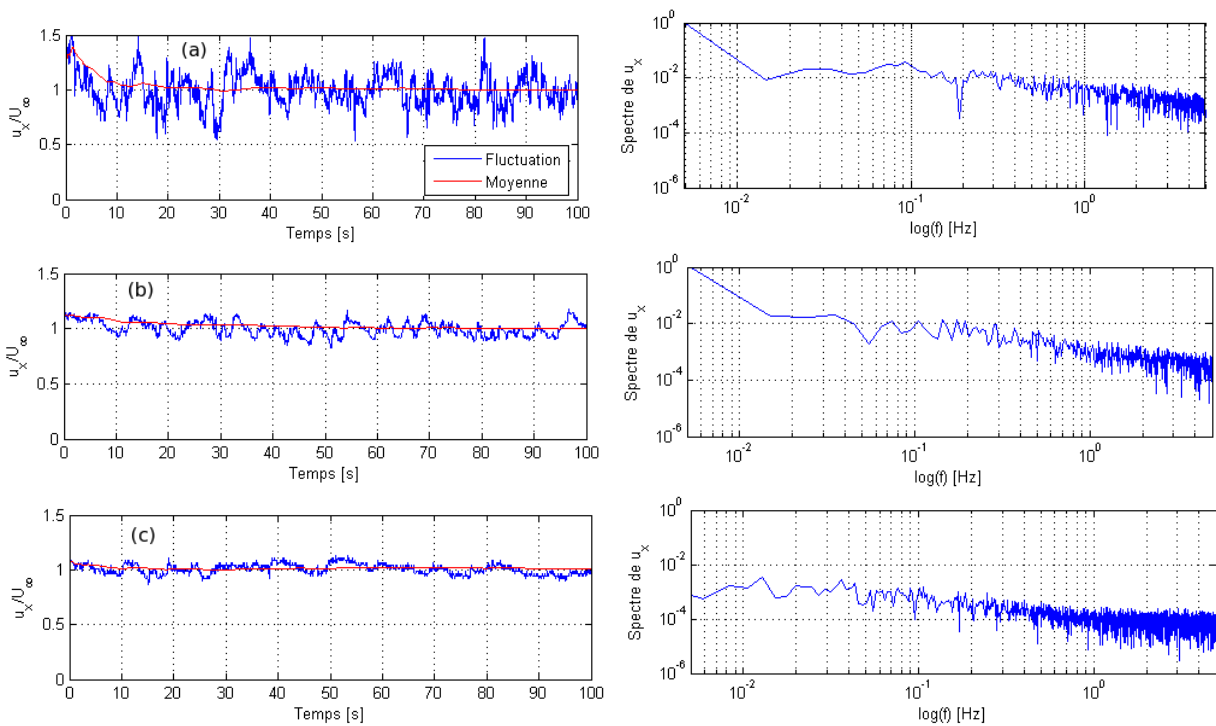 (a)
u_x/U_∞
1.5
1
0.5
0
0 10 20 30 40 50 60 70 80 90 100
Temps [s]
Fluctuation
Moyenne
Spectre de u_x
10^0
10^-2
10^-4
10^-6
10^-2 10^-1 10^0
log(f) [Hz]
(b)
u_x/U_∞
1.5
1
0.5
0
0 10 20 30 40 50 60 70 80 90 100
Temps [s]
Spectre de u_x
10^0
10^-2
10^-4
10^-6
10^-2 10^-1 10^0
log(f) [Hz]
(c)
u_x/U_∞
1.5
1
0.5
0
0 10 20 30 40 50 60 70 80 90 100
Temps [s]
Spectre de u_x
10^0
10^-2
10^-4
10^-6
10^-2 10^-1 10^0
log(f) [Hz]